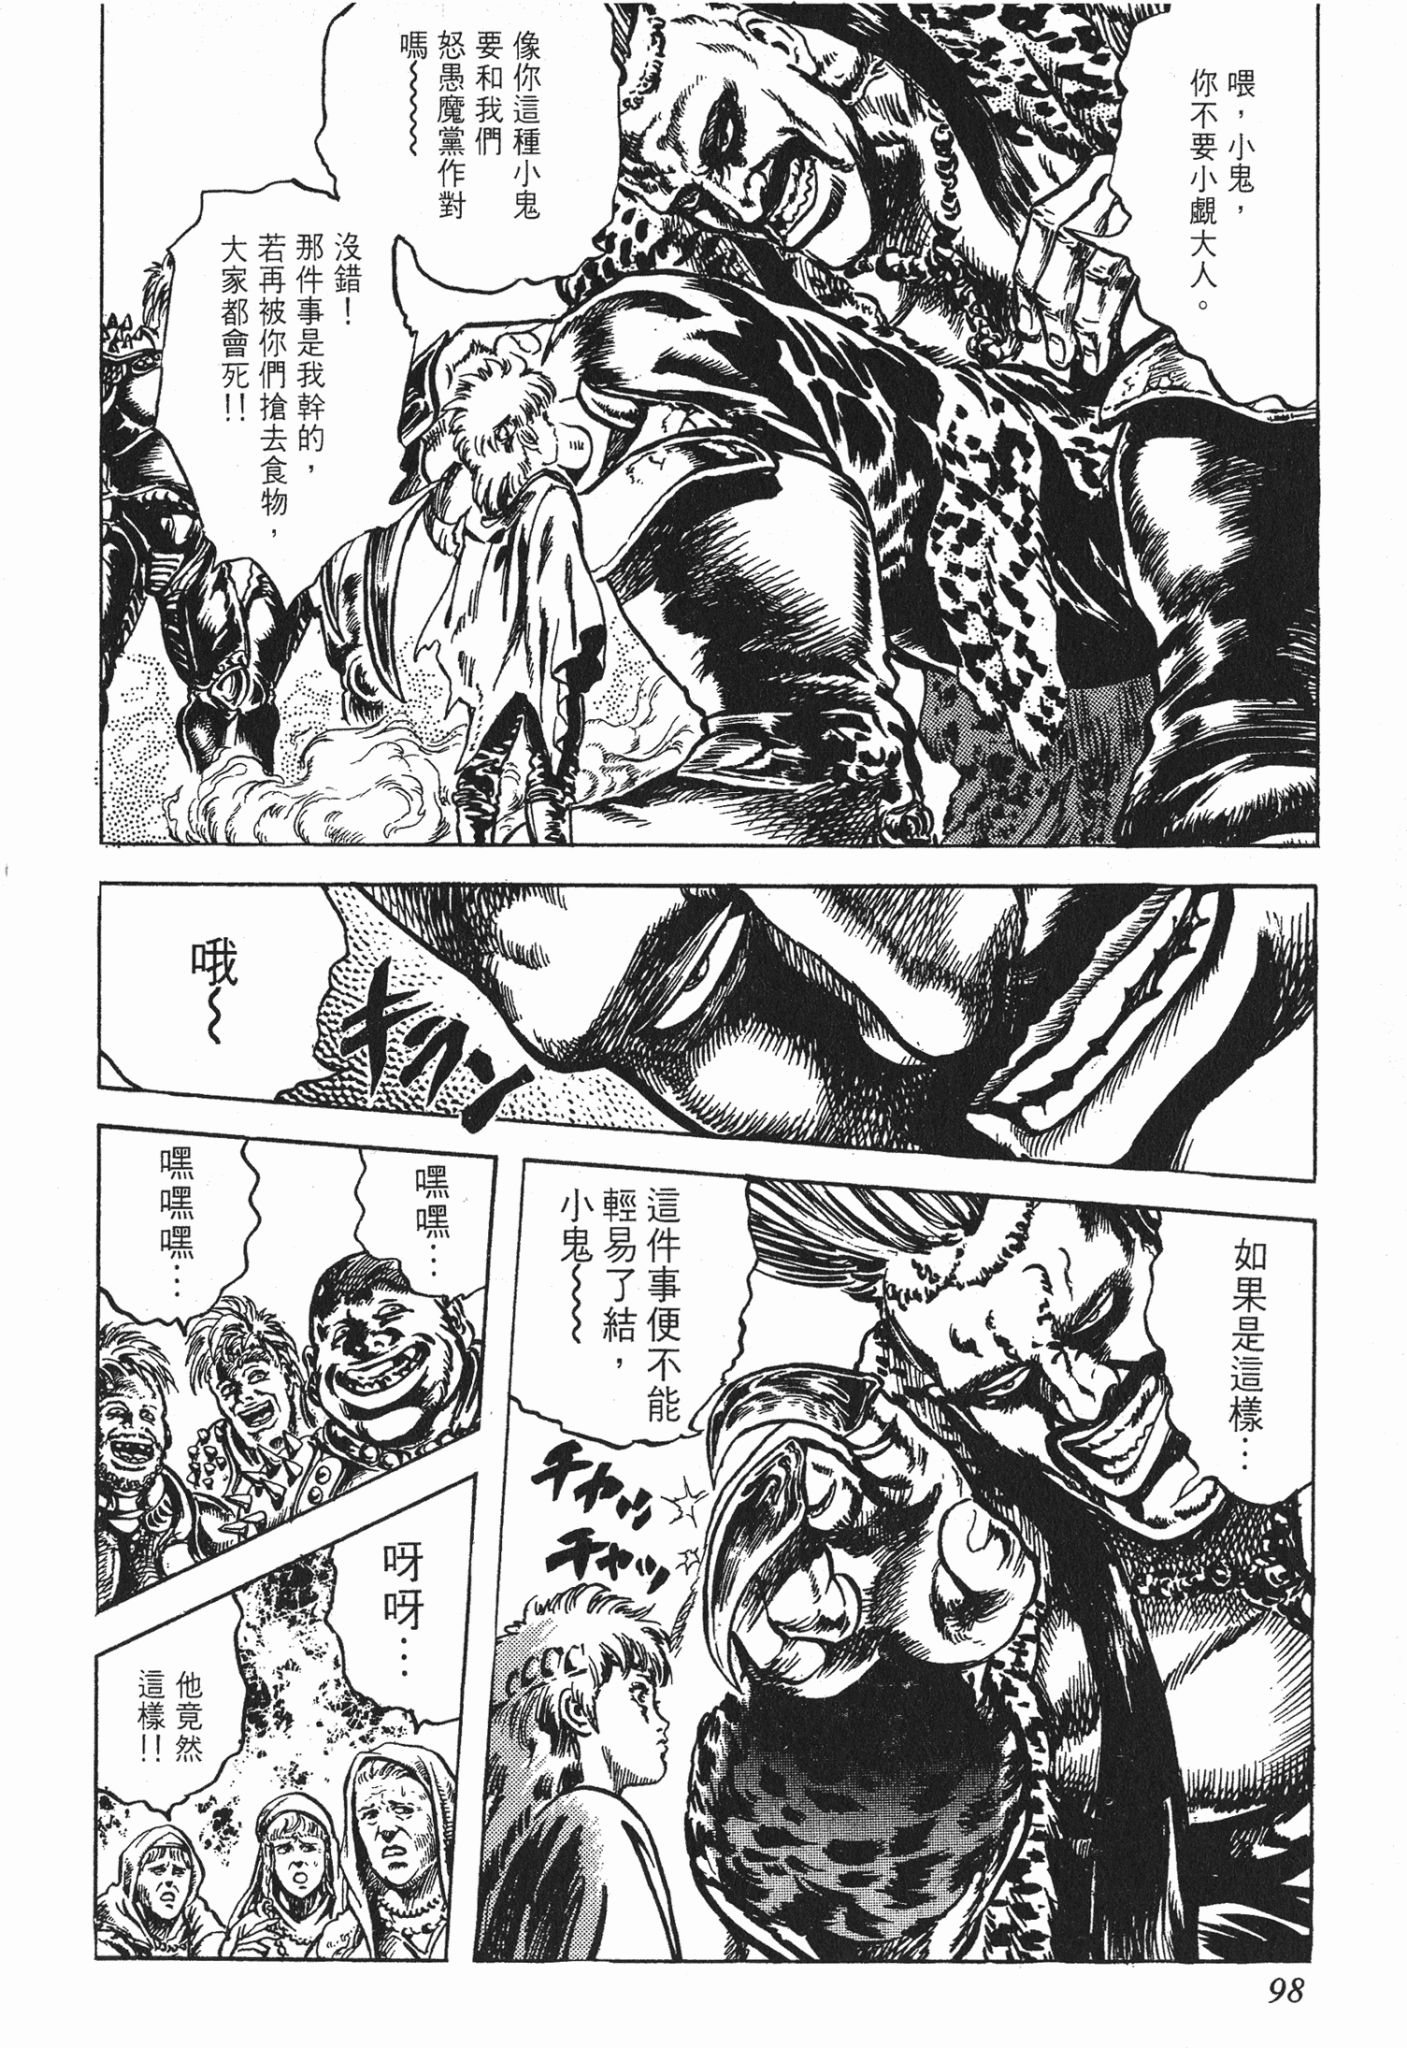 喂，小鬼，
你不要小覷大人。
像你這種小鬼
要和我們
怒愚魔黨作對
嗎～～
沒錯！
那件事是我幹的，
若再被你們搶去食物，
大家都會死！！
哦～
キラン
如果是這樣…
這件事便不能
輕易了結，
小鬼～～
チャッ
チャッ
嘿嘿…
嘿嘿嘿…
呀呀…
他竟然
這樣！！
98